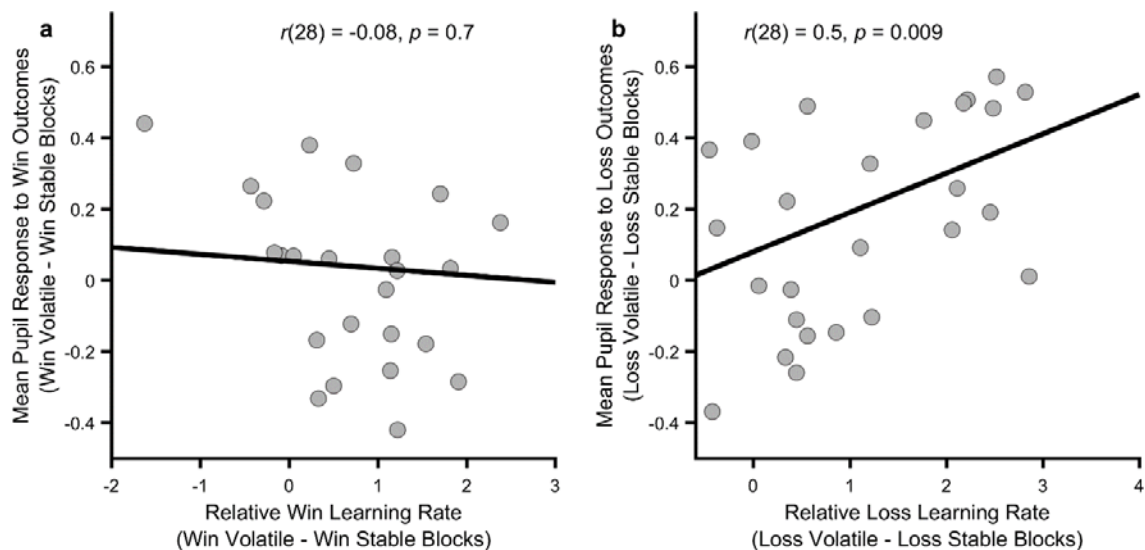 a
r(28) = -0.08, p = 0.7
Mean Pupil Response to Win Outcomes
(Win Volatile - Win Stable Blocks)
0.6
0.4
0.2
0
-0.2
-0.4
-2 -1 0 1 2 3
Relative Win Learning Rate
(Win Volatile - Win Stable Blocks)
b
r(28) = 0.5, p = 0.009
Mean Pupil Response to Loss Outcomes
(Loss Volatile - Loss Stable Blocks)
0.6
0.4
0.2
0
-0.2
-0.4
0 1 2 3 4
Relative Loss Learning Rate
(Loss Volatile - Loss Stable Blocks)